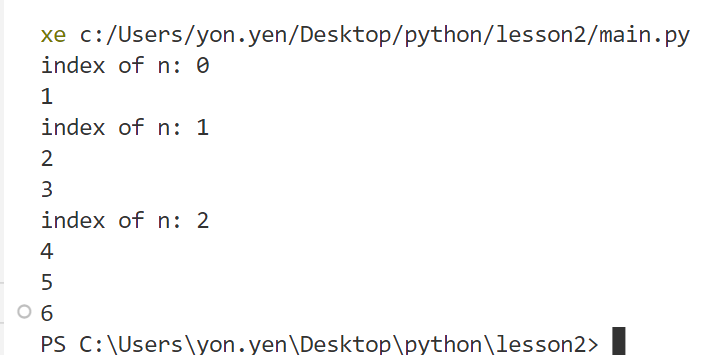 xe c:/Users/yon.yen/Desktop/python/lesson2/main.py
index of n: 0
1
index of n: 1
2
3
index of n: 2
4
5
6
PS C:\Users\yon.yen\Desktop\python\lesson2>